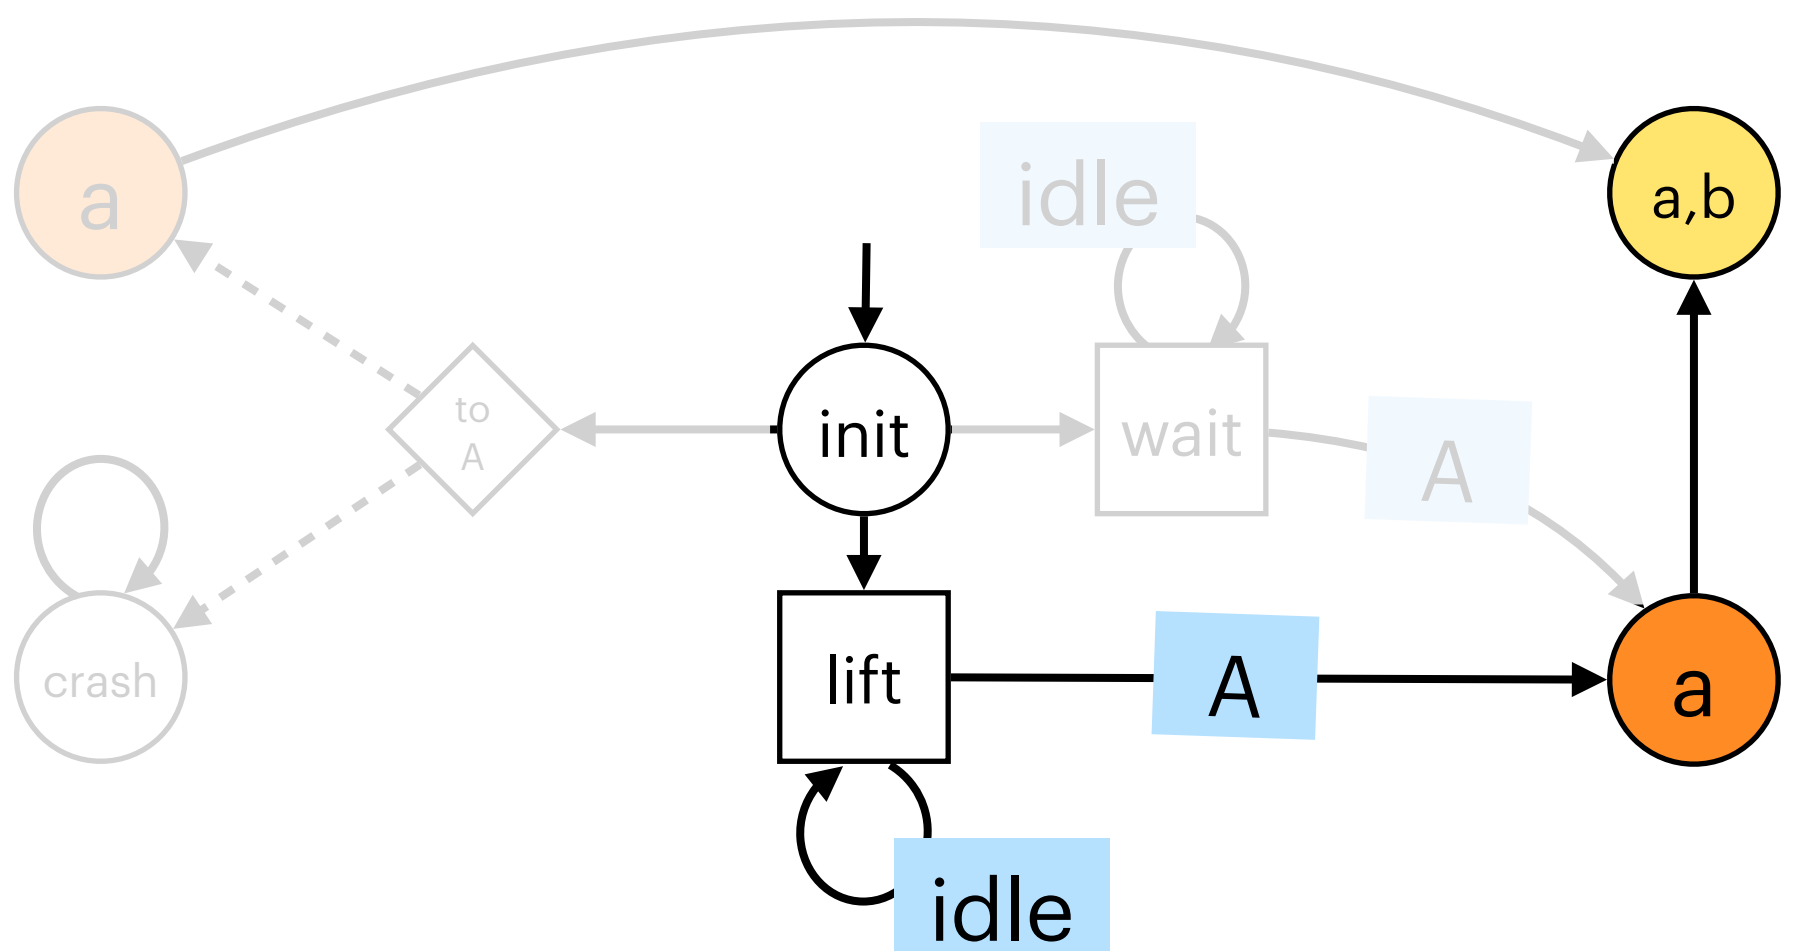 idle
a
a,b
to
A
init
wait
A
crash
lift
A
a
idle